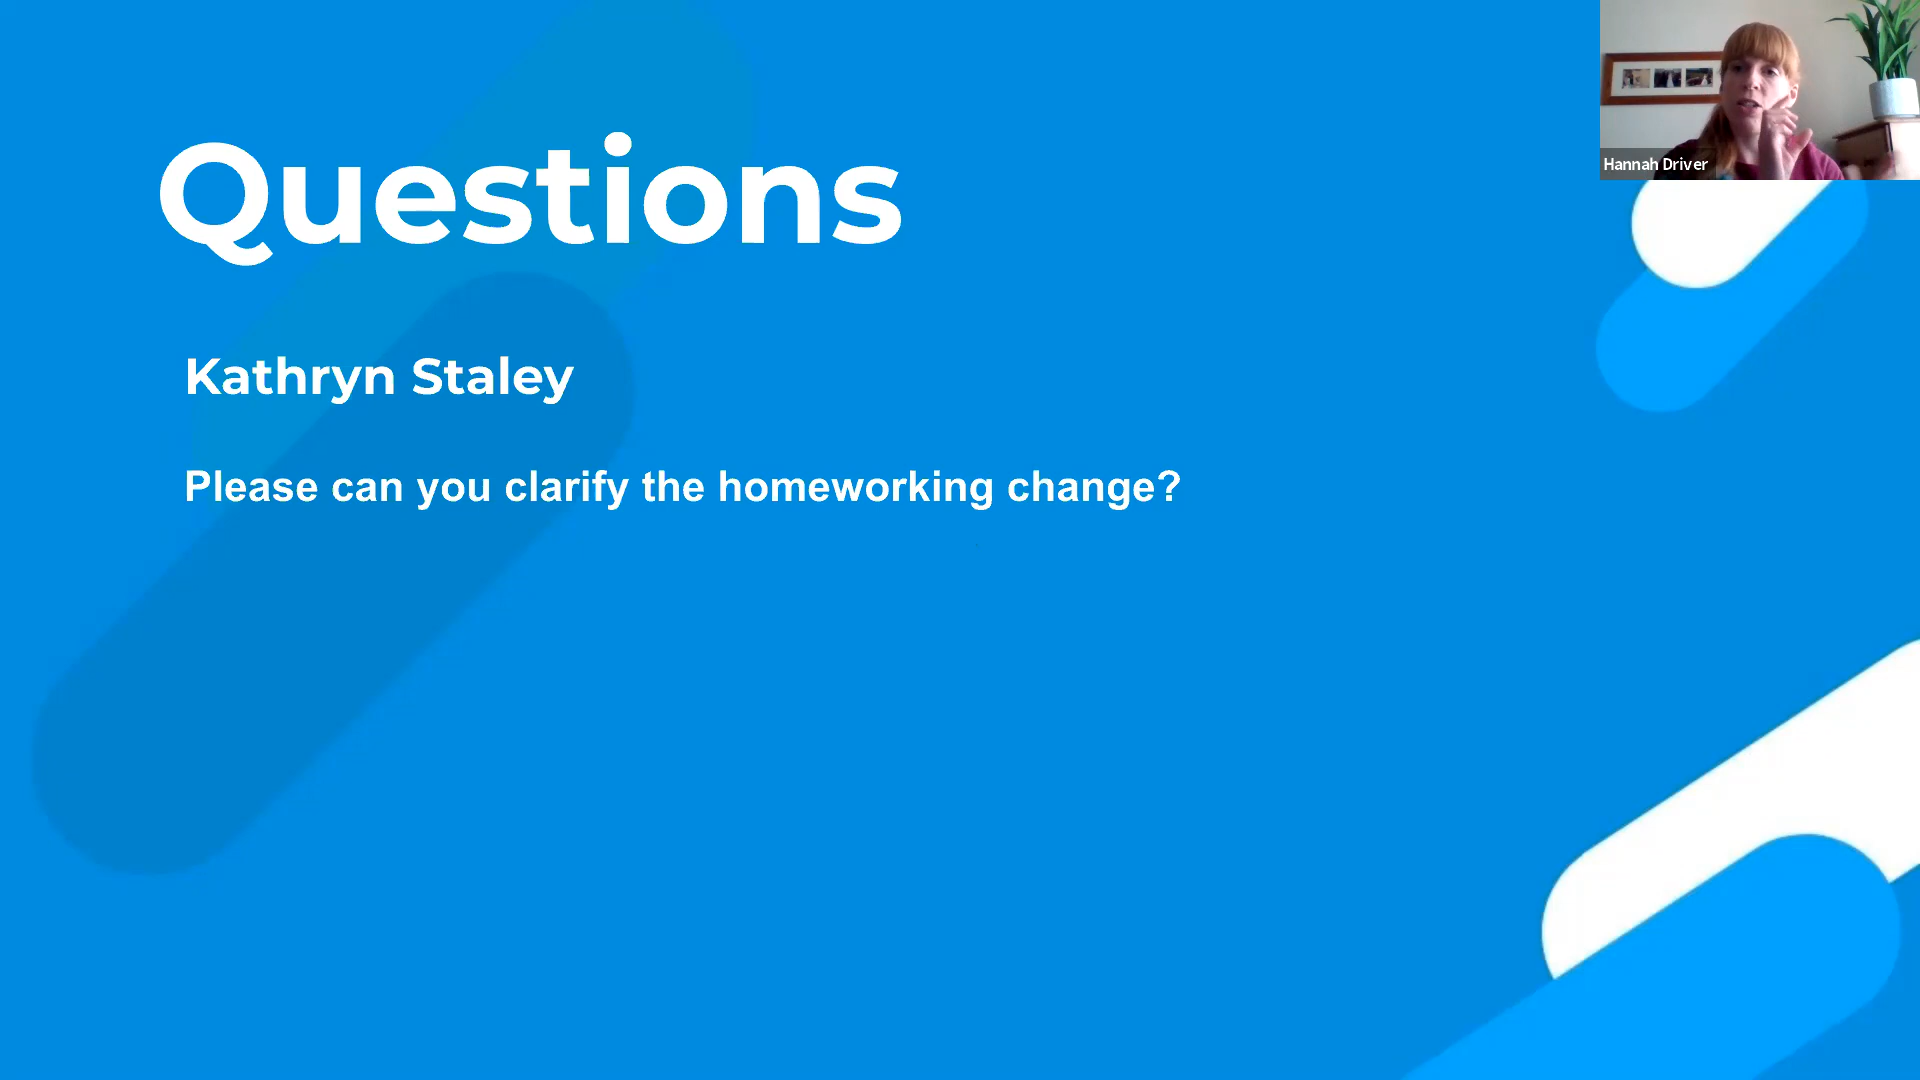 Hannah Driver
Questions
Kathryn Staley
Please can you clarify the homeworking change?